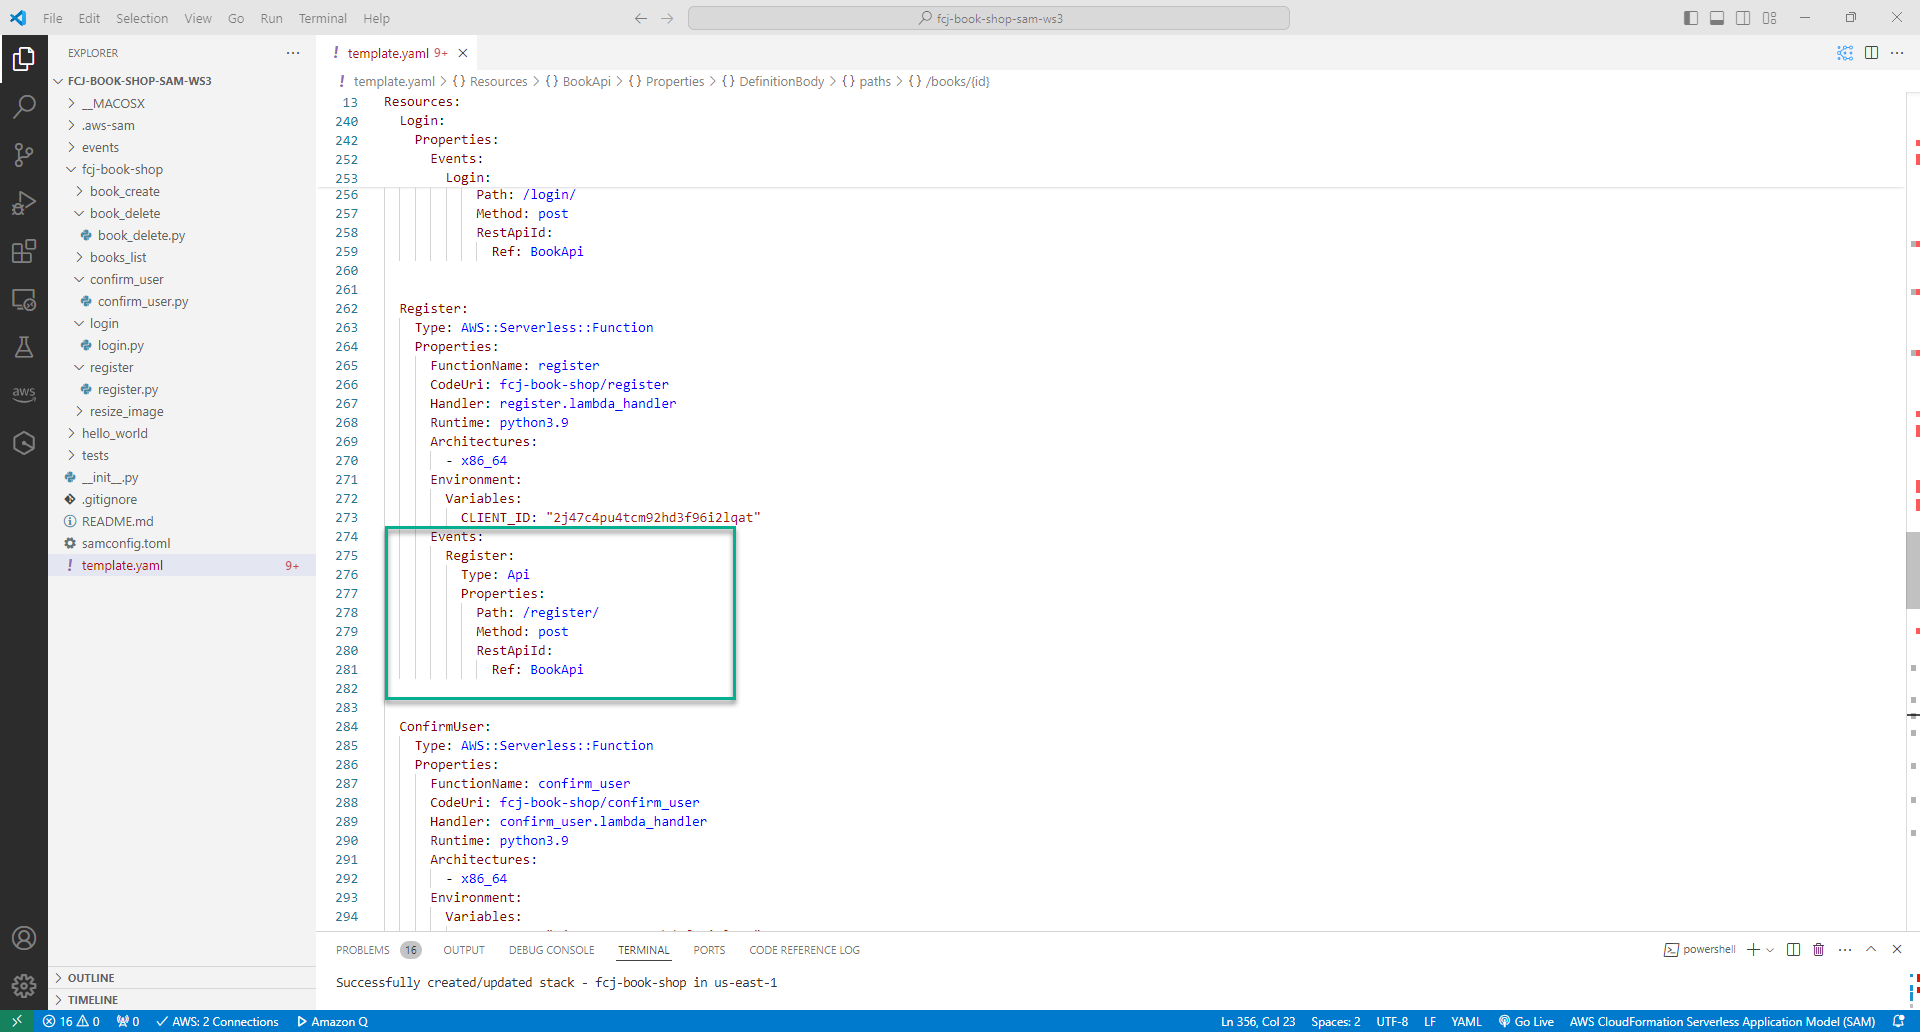 File Edit Selection View Go Run Terminal Help
fcj-book-shop-sam-ws3
EXPLORER
FCJ-BOOK-SHOP-SAM-WS3
__MACOSX
.aws-sam
events
fcj-book-shop
book_create
book_delete
book_delete.py
books_list
confirm_user
confirm_user.py
login
login.py
register
register.py
resize_image
hello_world
tests
__init__.py
.gitignore
README.md
samconfig.toml
! template.yaml 9+
OUTLINE
TIMELINE
aws
! template.yaml 9+
! template.yaml > {} Resources > {} BookApi > {} Properties > {} DefinitionBody > {} paths > {} /books/{id}
13 Resources:
240 Login:
242 Properties:
252 Events:
253 Login:
256 Path: /login/
257 Method: post
258 RestApiId:
259 Ref: BookApi
260
261
262 Register:
263 Type: AWS::Serverless::Function
264 Properties:
265 FunctionName: register
266 CodeUri: fcj-book-shop/register
267 Handler: register.lambda_handler
268 Runtime: python3.9
269 Architectures:
270 - x86_64
271 Environment:
272 Variables:
273 CLIENT_ID: "2j47c4pu4tcm92hd3f96i2lqat"
274 Events:
275 Register:
276 Type: Api
277 Properties:
278 Path: /register/
279 Method: post
280 RestApiId:
281 Ref: BookApi
282
283
284 ConfirmUser:
285 Type: AWS::Serverless::Function
286 Properties:
287 FunctionName: confirm_user
288 CodeUri: fcj-book-shop/confirm_user
289 Handler: confirm_user.lambda_handler
290 Runtime: python3.9
291 Architectures:
292 - x86_64
293 Environment:
294 Variables:
PROBLEMS 16 OUTPUT DEBUG CONSOLE TERMINAL PORTS CODE REFERENCE LOG
powershell
Successfully created/updated stack - fcj-book-shop in us-east-1
16 0 0 AWS: 2 Connections Amazon Q
Ln 356, Col 23 Spaces: 2 UTF-8 LF YAML Go Live AWS CloudFormation Serverless Application Model (SAM)